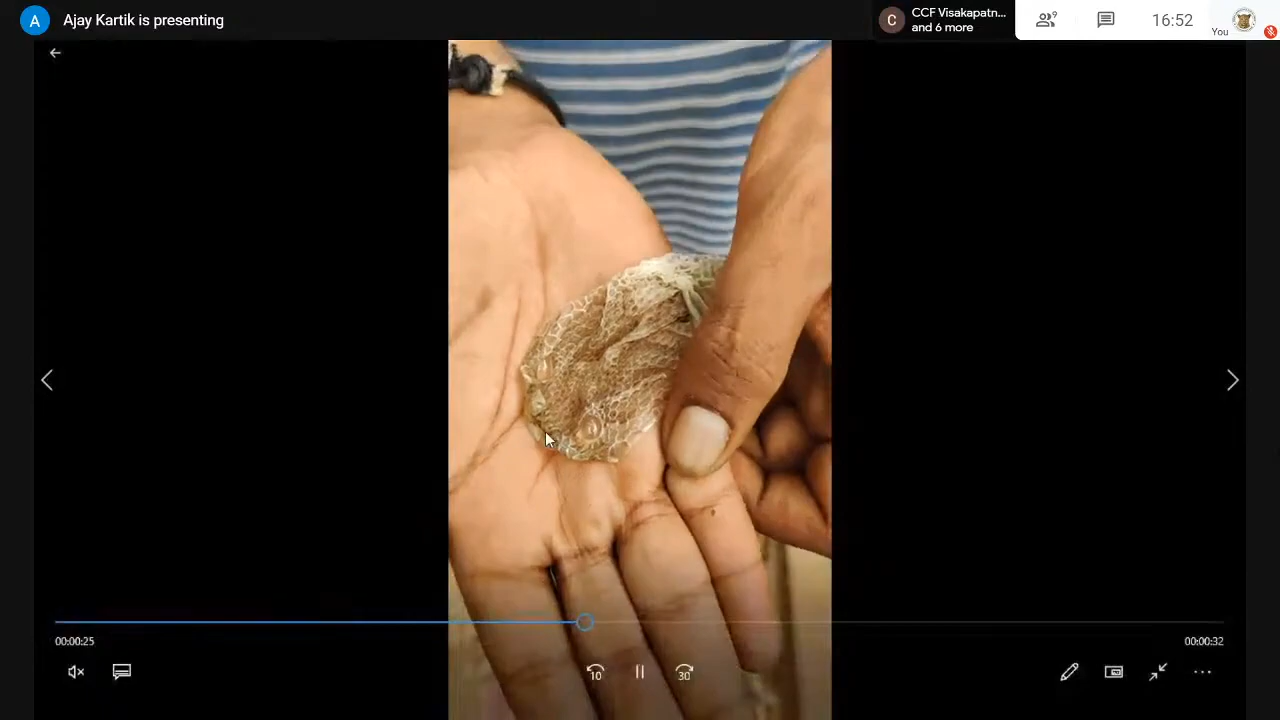 A
Ajay Kartik is presenting
C
CCF Visakapatn...
and 6 more
9
16:52
You
00:00:25
00:00:32
10
30